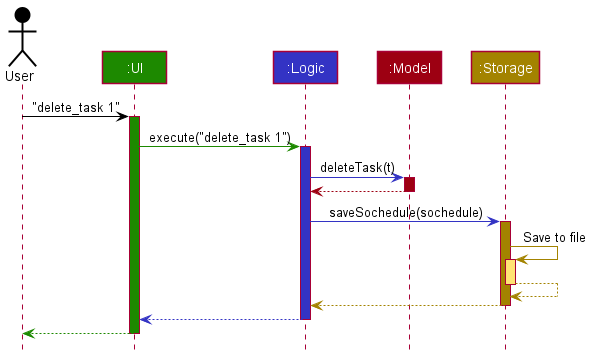 User
:UI
:Logic
:Model
:Storage
"delete_task 1"
execute("delete_task 1")
deleteTask(t)
saveSochedule(sochedule)
Save to file